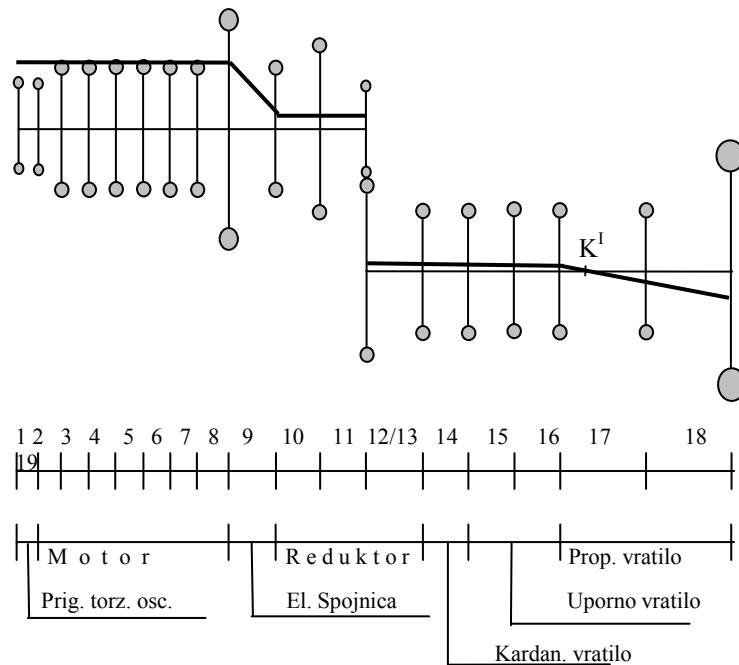 K^I
1 2 3 4 5 6 7 8 9 10 11 12/13 14 15 16 17 18
19
M o t o r R e d u k t o r Prop. vratilo
Prig. torz. osc. El. Spojnica Uporno vratilo
Kardan. vratilo